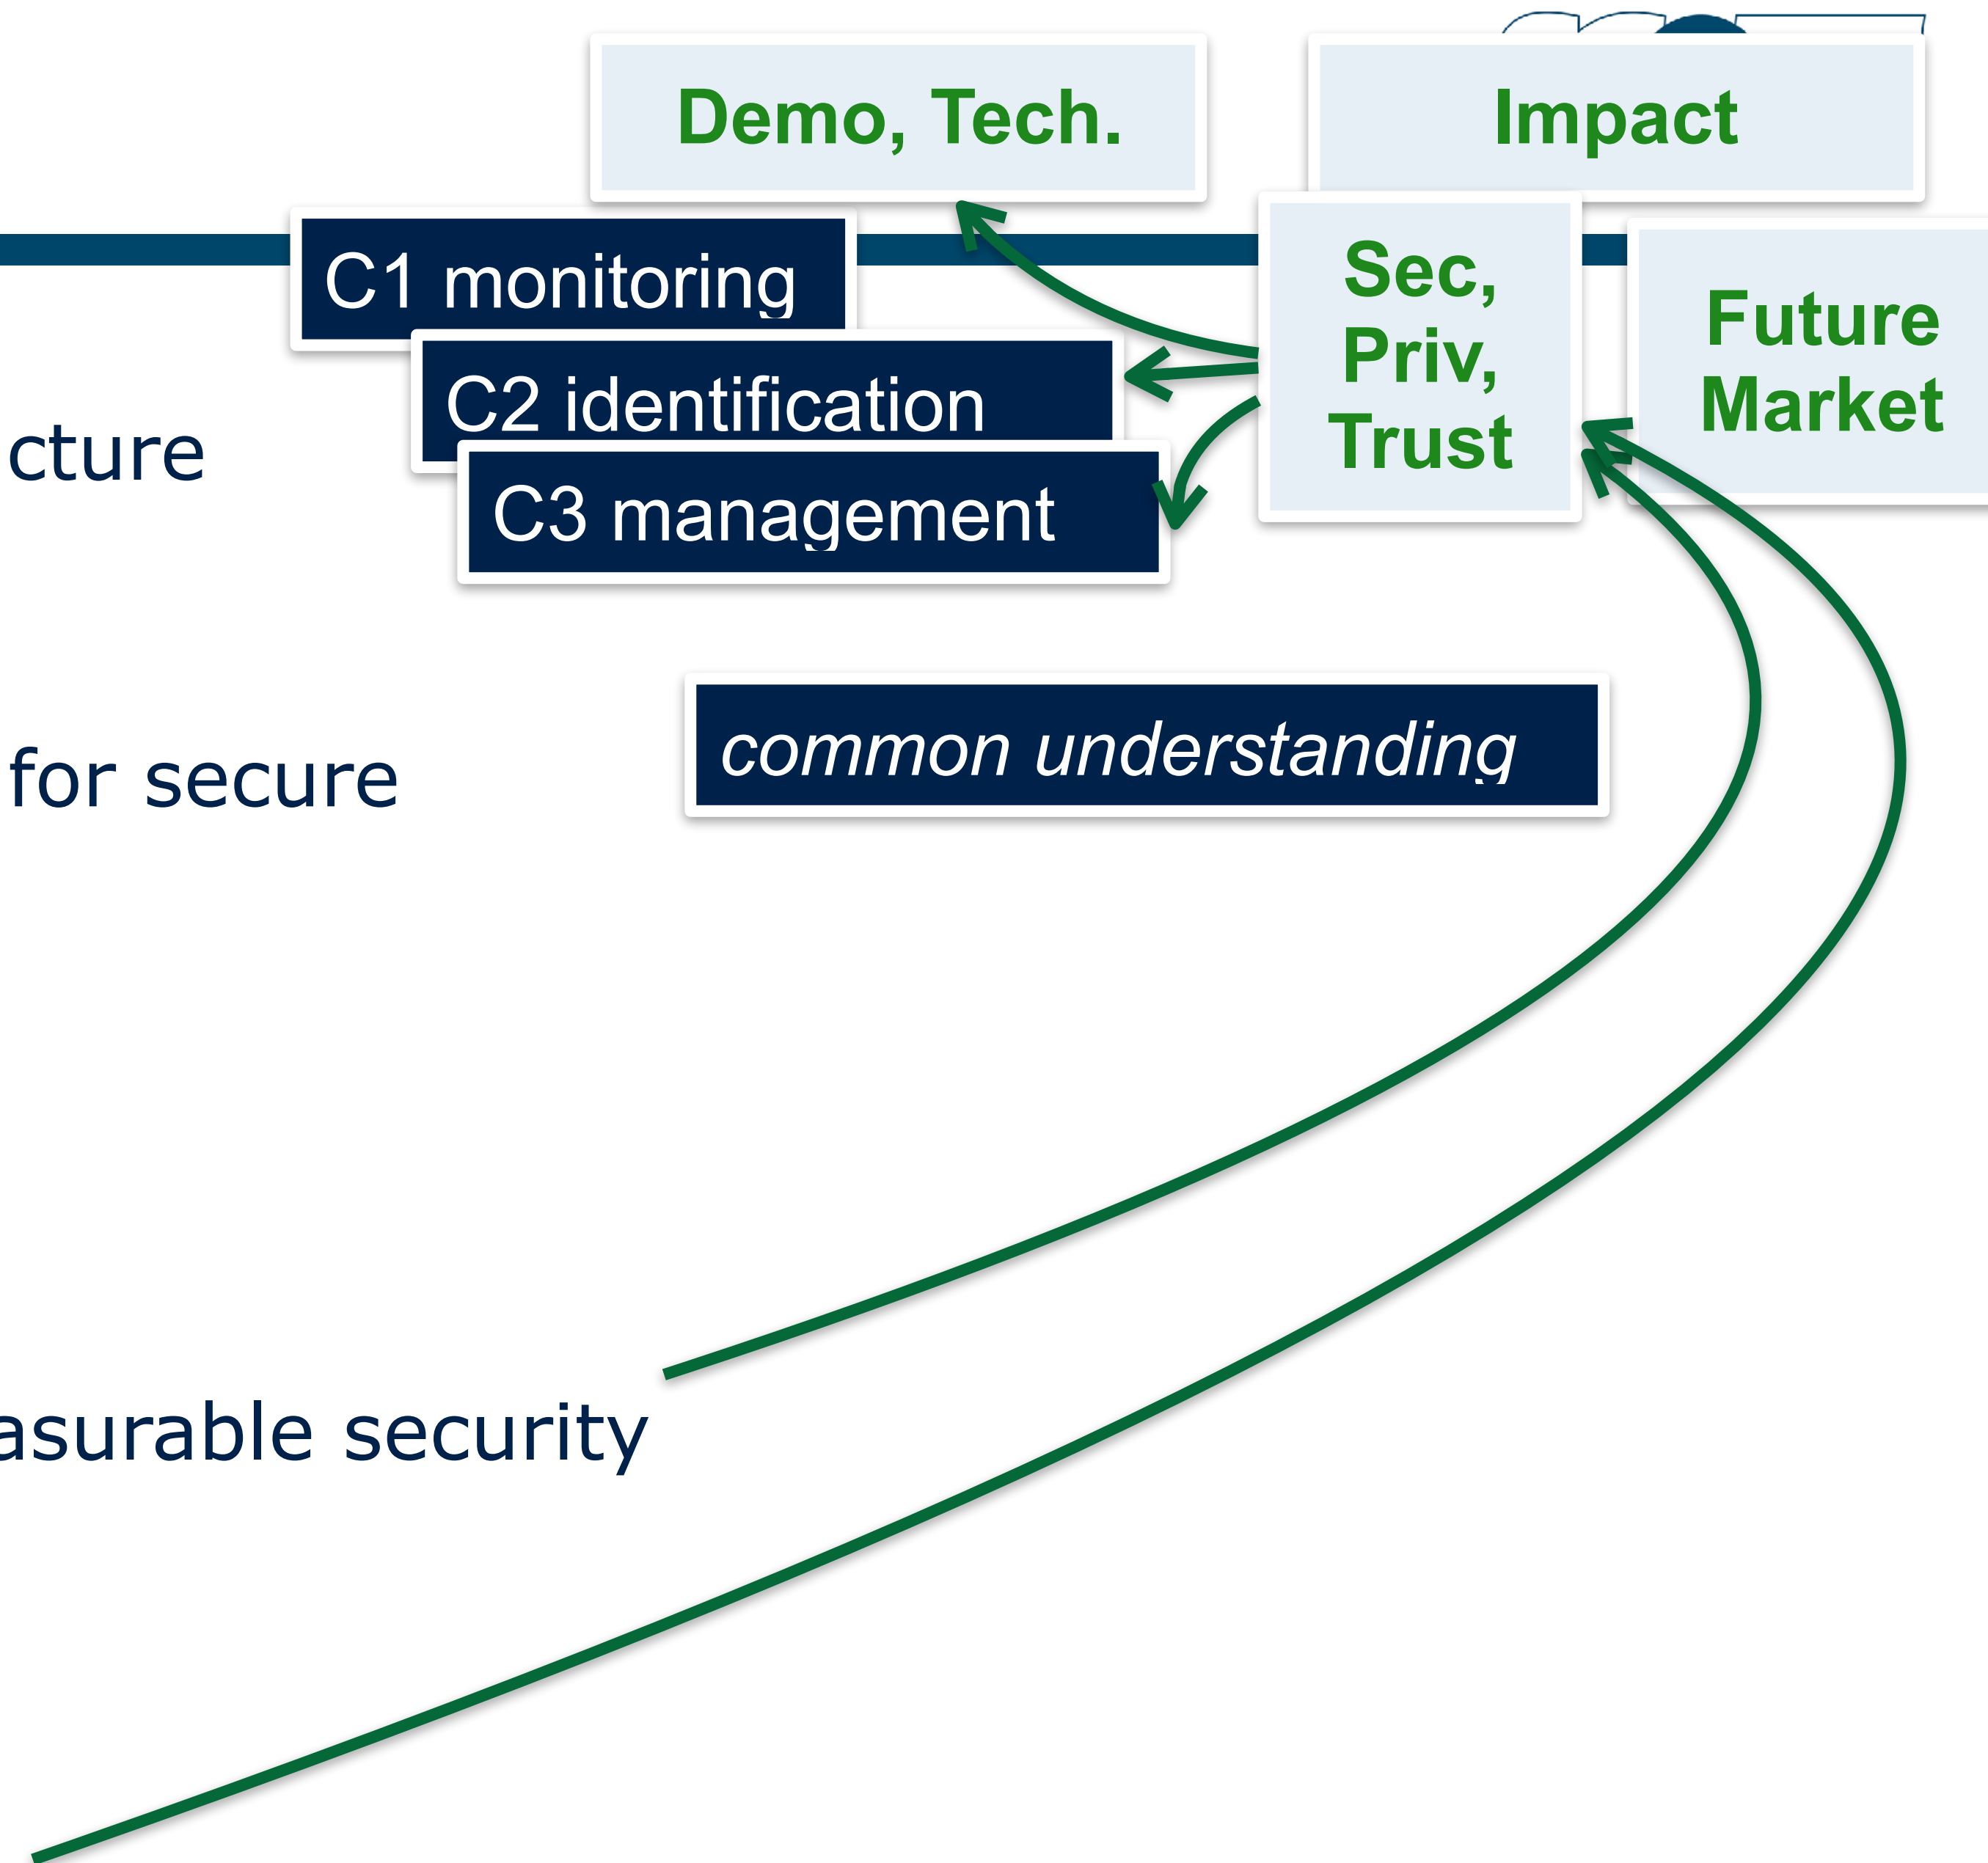 Demo, Tech.
Impact
C1 monitoring
Sec,
Priv,
Trust
Future
Market
C2 identification
cture
C3 management
for secure
common understanding
asurable security